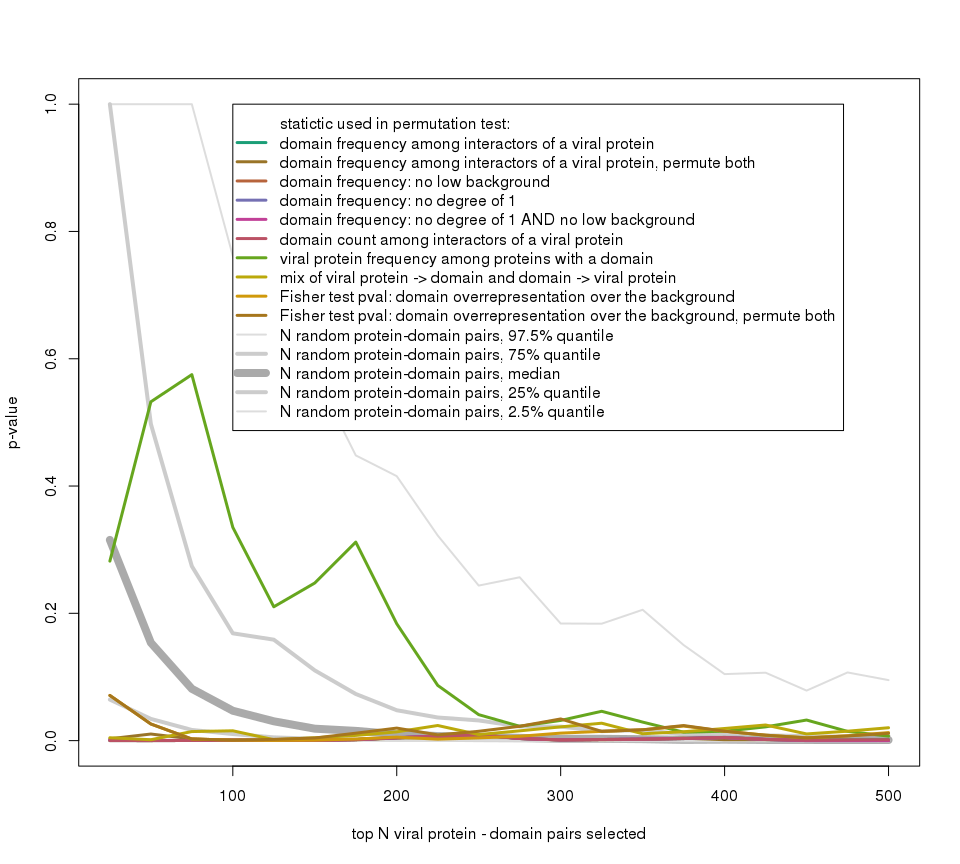 statictic used in permutation test:
domain frequency among interactors of a viral protein
domain frequency among interactors of a viral protein, permute both
domain frequency: no low background
domain frequency: no degree of 1
domain frequency: no degree of 1 AND no low background
domain count among interactors of a viral protein
viral protein frequency among proteins with a domain
mix of viral protein -> domain and domain -> viral protein
Fisher test pval: domain overrepresentation over the background
Fisher test pval: domain overrepresentation over the background, permute both
N random protein-domain pairs, 97.5% quantile
N random protein-domain pairs, 75% quantile
N random protein-domain pairs, median
N random protein-domain pairs, 25% quantile
N random protein-domain pairs, 2.5% quantile
p-value
1.0
0.8
0.6
0.4
0.2
0.0
100 200 300 400 500
top N viral protein - domain pairs selected